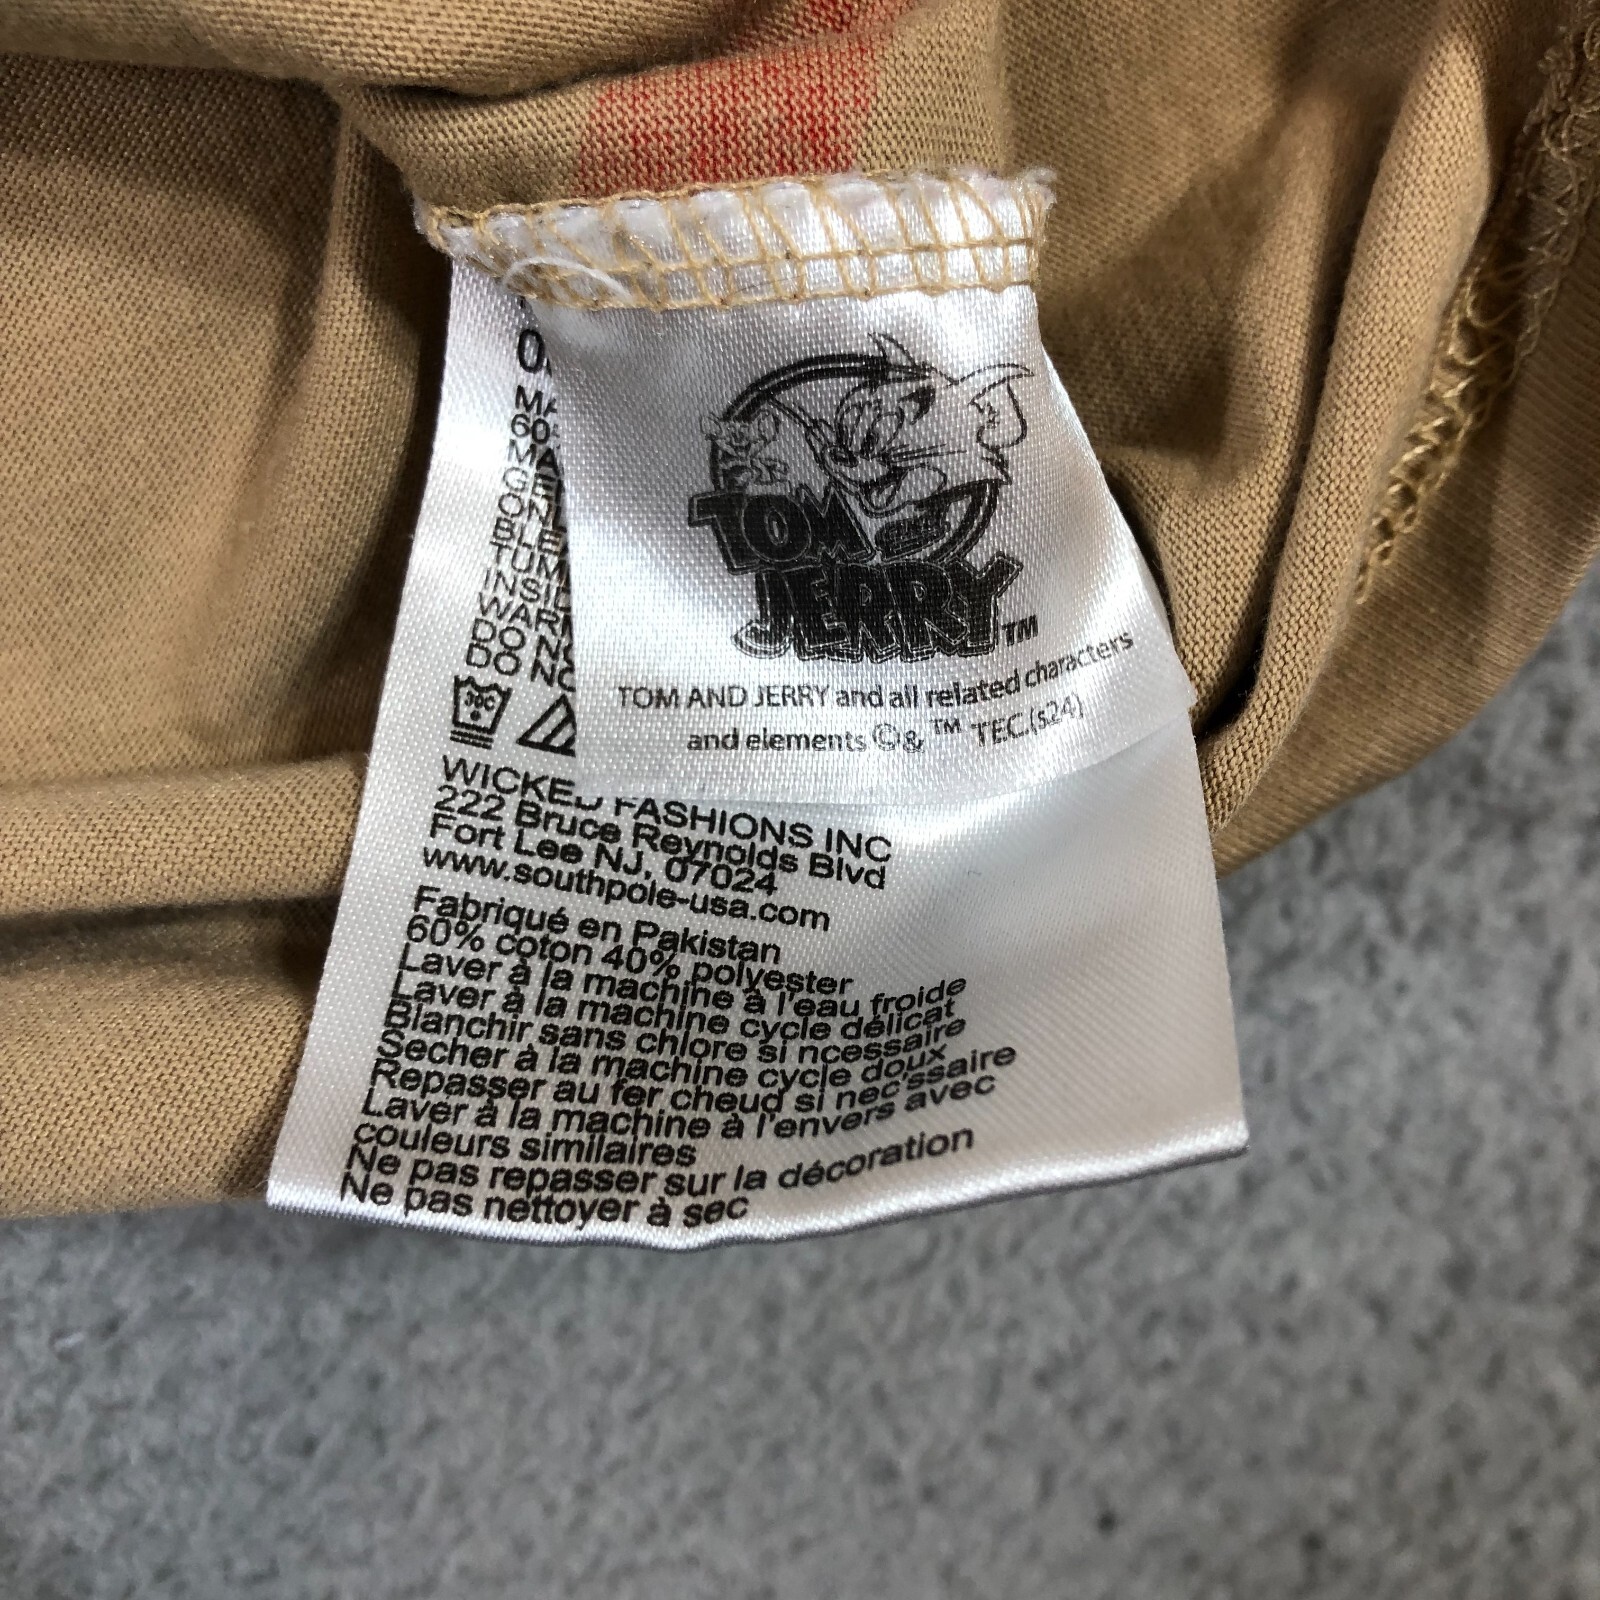 TOM AND
JERRY™
TOM AND JERRY and all related characters
and elements ©& ™ TEC.(s24)
WICKED FASHIONS INC
222 Bruce Reynolds Blvd
Fort Lee NJ, 07024
www.southpole-usa.com
Fabriqué en Pakistan
60% coton 40% polyester
Laver à la machine à l'eau froide
Laver à la machine cycle délicat
Blanchir sans chlore si ncessaire
Secher à la machine cycle doux
Repasser au fer cheud si nec'ssaire
Laver à la machine à l'envers avec
couleurs similaires
Ne pas repasser sur la décoration
Ne pas nettoyer à sec